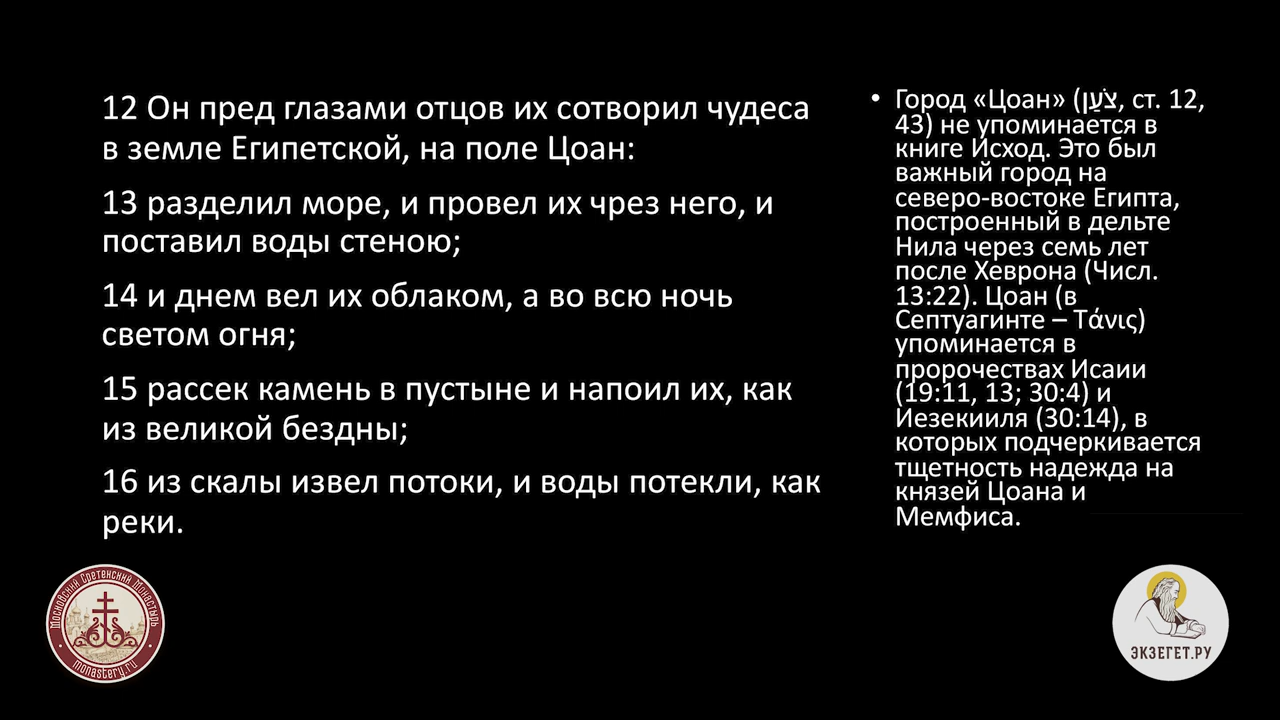 12 Он пред глазами отцов их сотворил чудеса
в земле Египетской, на поле Цоан:
13 разделил море, и провел их чрез него, и
поставил воды стеною;
14 и днем вел их облаком, а во всю ночь
светом огня;
15 рассек камень в пустыне и напоил их, как
из великой бездны;
16 из скалы извел потоки, и воды потекли, как
реки.
• Город «Цоан» (צֹעַן, ст. 12,
43) не упоминается в
книге Исход. Это был
важный город на
северо-востоке Египта,
построенный в дельте
Нила через семь лет
после Хеврона (Числ.
13:22). Цоан (в
Септуагинте – Τάνις)
упоминается в
пророчествах Исаии
(19:11, 13; 30:4) и
Иезекииля (30:14), в
которых подчеркивается
тщетность надежда на
князей Цоана и
Мемфиса.
Московский Сретенский Монастырь
monastery.ru
ЭКЗЕГЕТ.РУ